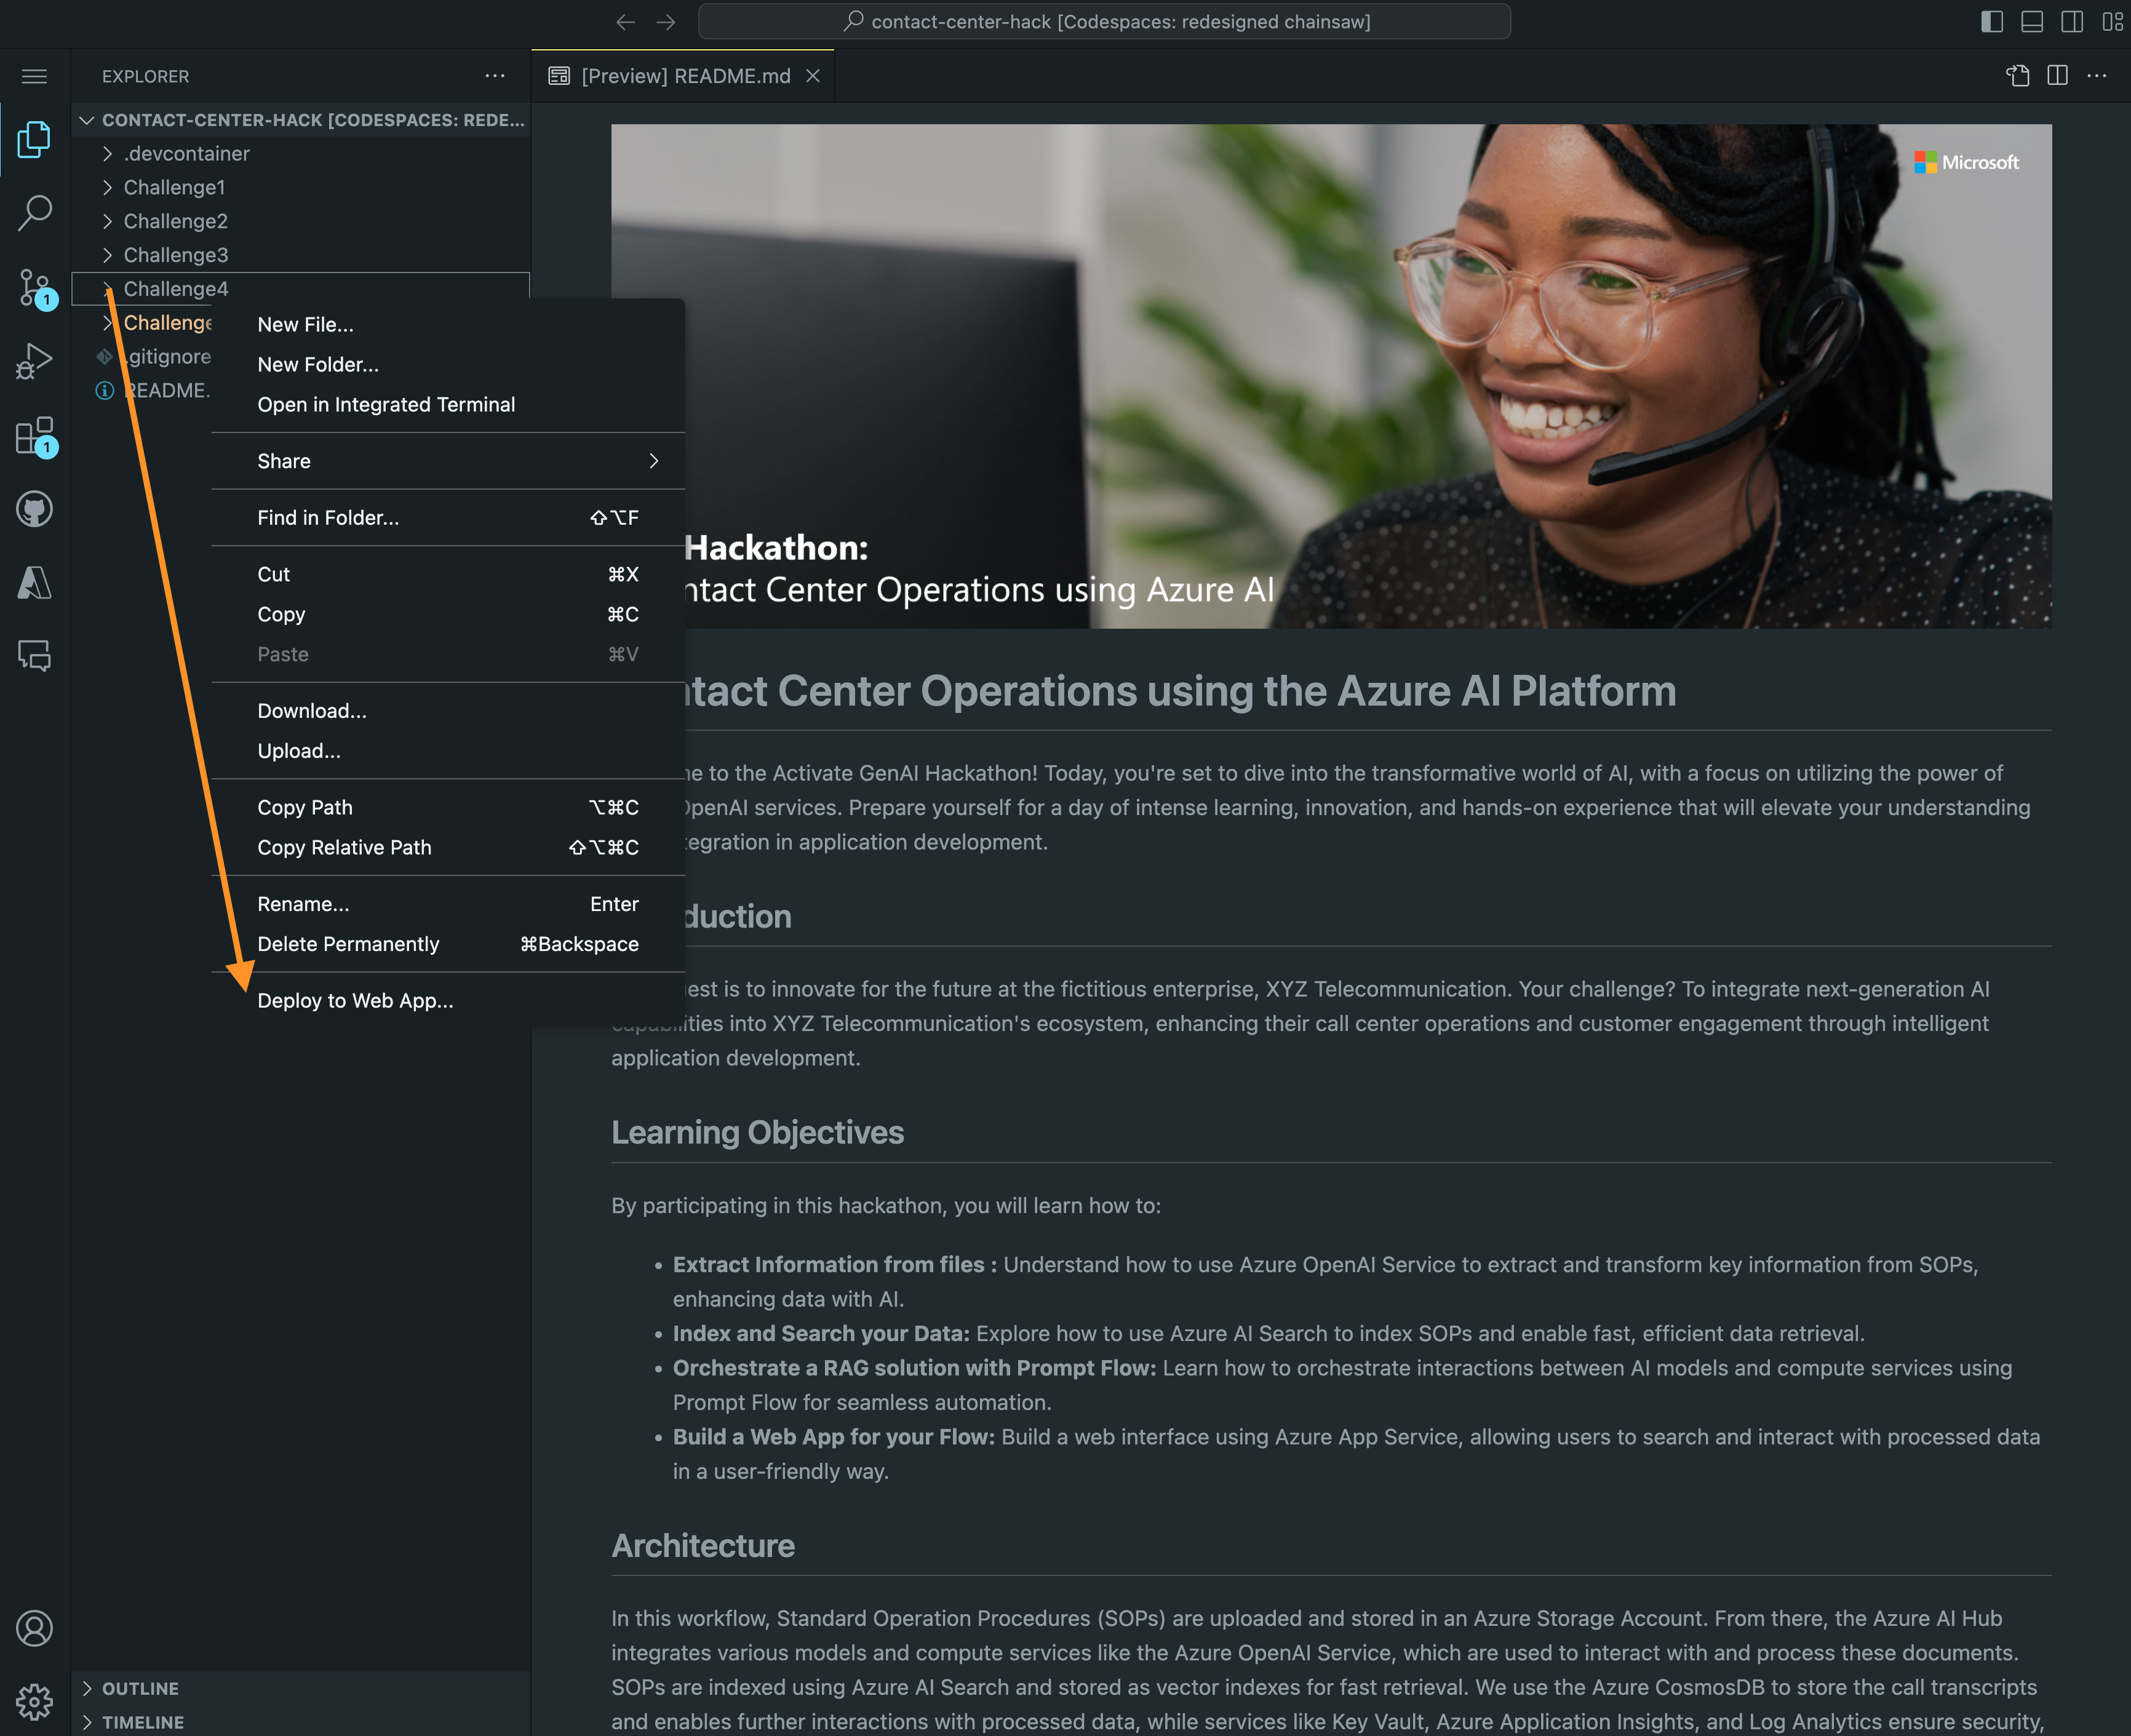 contact-center-hack [Codespaces: redesigned chainsaw]
EXPLORER
[Preview] README.md
CONTACT-CENTER-HACK [CODESPACES: REDE...
.devcontainer
Challenge1
Challenge2
Challenge3
Challenge4
Challenge
.gitignore
README.
1
1
New File...
New Folder...
Open in Integrated Terminal
Share
Find in Folder... ⇧⌥F
Cut ⌘X
Copy ⌘C
Paste ⌘V
Download...
Upload...
Copy Path ⌥⌘C
Copy Relative Path ⇧⌥⌘C
Rename... Enter
Delete Permanently ⌘Backspace
Deploy to Web App...
Microsoft
Hackathon:
ntact Center Operations using Azure AI
ntact Center Operations using the Azure AI Platform
me to the Activate GenAI Hackathon! Today, you're set to dive into the transformative world of AI, with a focus on utilizing the power of
OpenAI services. Prepare yourself for a day of intense learning, innovation, and hands-on experience that will elevate your understanding
tegration in application development.
duction
est is to innovate for the future at the fictitious enterprise, XYZ Telecommunication. Your challenge? To integrate next-generation AI
capabilities into XYZ Telecommunication's ecosystem, enhancing their call center operations and customer engagement through intelligent
application development.
Learning Objectives
By participating in this hackathon, you will learn how to:
• Extract Information from files : Understand how to use Azure OpenAI Service to extract and transform key information from SOPs,
enhancing data with AI.
• Index and Search your Data: Explore how to use Azure AI Search to index SOPs and enable fast, efficient data retrieval.
• Orchestrate a RAG solution with Prompt Flow: Learn how to orchestrate interactions between AI models and compute services using
Prompt Flow for seamless automation.
• Build a Web App for your Flow: Build a web interface using Azure App Service, allowing users to search and interact with processed data
in a user-friendly way.
Architecture
In this workflow, Standard Operation Procedures (SOPs) are uploaded and stored in an Azure Storage Account. From there, the Azure AI Hub
integrates various models and compute services like the Azure OpenAI Service, which are used to interact with and process these documents.
SOPs are indexed using Azure AI Search and stored as vector indexes for fast retrieval. We use the Azure CosmosDB to store the call transcripts
and enables further interactions with processed data, while services like Key Vault, Azure Application Insights, and Log Analytics ensure security,
OUTLINE
TIMELINE